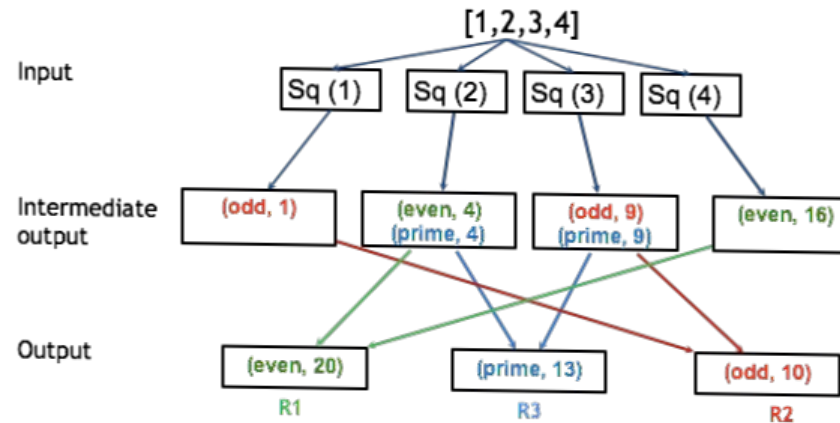 [1,2,3,4]
Input
Sq (1)
Sq (2)
Sq (3)
Sq (4)
Intermediate
output
(odd, 1)
(even, 4)
(prime, 4)
(odd, 9)
(prime, 9)
(even, 16)
Output
(even, 20)
(prime, 13)
(odd, 10)
R1
R3
R2